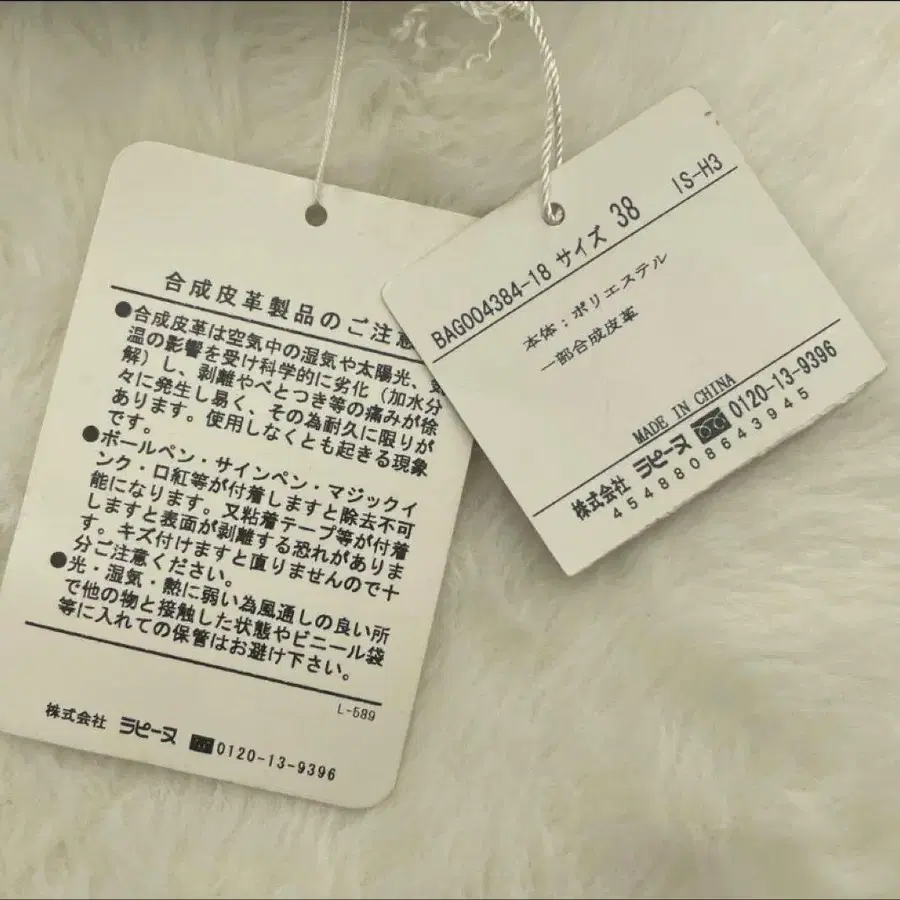 合成皮革製品のご注意
●合成皮革は空気中の湿気や太陽光、
温の影響を受け科学的に劣化（加水分
解）し、剥離やべとつき等の痛みが徐
々に発生し易く、その為耐久に限りが
あります。使用しなくとも起きる現象
です。
●ボールペン・サインペン・マジックイ
ンク・口紅等が付着しますと除去不可
能になります。又粘着テープ等が付着
しますと表面が剥離する恐れがありま
す。キズ付けますと直りませんので十
分ご注意ください。
●光・湿気・熱に弱い為風通しの良い所
で他の物と接触した状態やビニール袋
等に入れての保管はお避け下さい。
L-589
株式会社 ラピーヌ 0120-13-9396
BAG004384-18 サイズ 38 IS-H3
本体：ポリエステル
一部合成皮革
MADE IN CHINA
株式会社 ラピーヌ 0120-13-9396
4548808643945